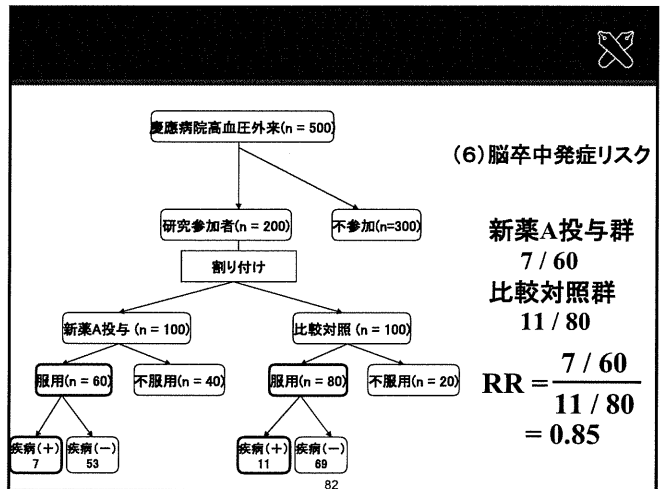 慶應病院高血圧外来(n = 500)
(6)脳卒中発症リスク
研究参加者(n = 200)
不参加(n=300)
割り付け
新薬A投与 (n = 100)
比較対照 (n = 100)
服用(n = 60)
不服用(n = 40)
服用(n = 80)
不服用(n = 20)
疾病(+)
7
疾病(-)
53
疾病(+)
11
疾病(-)
69
新薬A投与群
7 / 60
比較対照群
11 / 80
RR = 7 / 60
11 / 80
= 0.85
82